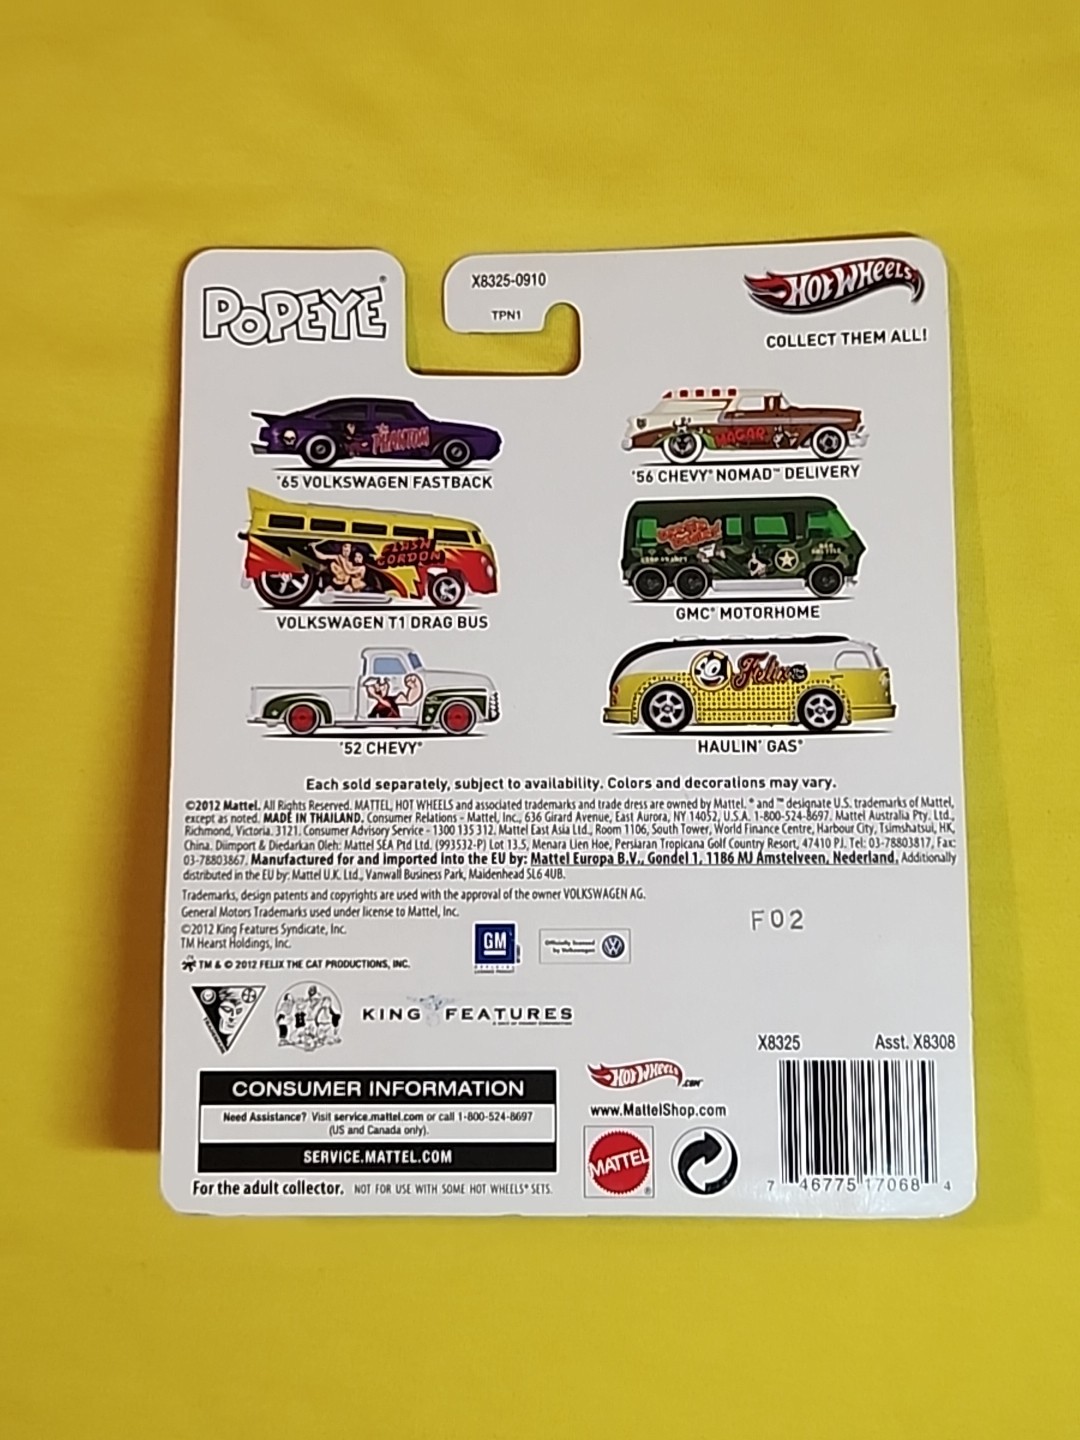 POPEYE®
X8325-0910
TPN1
HOT WHEELS
COLLECT THEM ALL!
THE PHANTOM
'65 VOLKSWAGEN FASTBACK
HAGAR
'56 CHEVY® NOMAD™ DELIVERY
FLASH GORDON
VOLKSWAGEN T1 DRAG BUS
GMC® MOTORHOME
'52 CHEVY®
Felix
HAULIN' GAS®
Each sold separately, subject to availability. Colors and decorations may vary.
©2012 Mattel. All Rights Reserved. MATTEL, HOT WHEELS and associated trademarks and trade dress are owned by Mattel. ® and ™ designate U.S. trademarks of Mattel,
except as noted. MADE IN THAILAND. Consumer Relations - Mattel, Inc., 636 Girard Avenue, East Aurora, NY 14052, U.S.A. 1-800-524-8697. Mattel Australia Pty. Ltd.,
Richmond, Victoria. 3121. Consumer Advisory Service - 1300 135 312. Mattel East Asia Ltd., Room 1106, South Tower, World Finance Centre, Harbour City, Tsimshatsui, HK,
China. Diimport & Diedarkan Oleh: Mattel SEA Ptd Ltd. (993532-P) Lot 13.5, Menara Lien Hoe, Persiaran Tropicana Golf Country Resort, 47410 PJ. Tel: 03-78803817, Fax:
03-78803867. Manufactured for and imported into the EU by: Mattel Europa B.V., Gondel 1, 1186 MJ Amstelveen, Nederland. Additionally
distributed in the EU by: Mattel U.K. Ltd., Vanwall Business Park, Maidenhead SL6 4UB.
Trademarks, design patents and copyrights are used with the approval of the owner VOLKSWAGEN AG.
General Motors Trademarks used under license to Mattel, Inc.
©2012 King Features Syndicate, Inc.
TM Hearst Holdings, Inc.
TM & © 2012 FELIX THE CAT PRODUCTIONS, INC.
GM
Officially licensed
by Volkswagen
F02
KING FEATURES
X8325 Asst. X8308
CONSUMER INFORMATION
Need Assistance? Visit service.mattel.com or call 1-800-524-8697
(US and Canada only).
SERVICE.MATTEL.COM
For the adult collector. NOT FOR USE WITH SOME HOT WHEELS® SETS.
HOT WHEELS.COM
www.MattelShop.com
MATTEL®
7 46775 17068 4